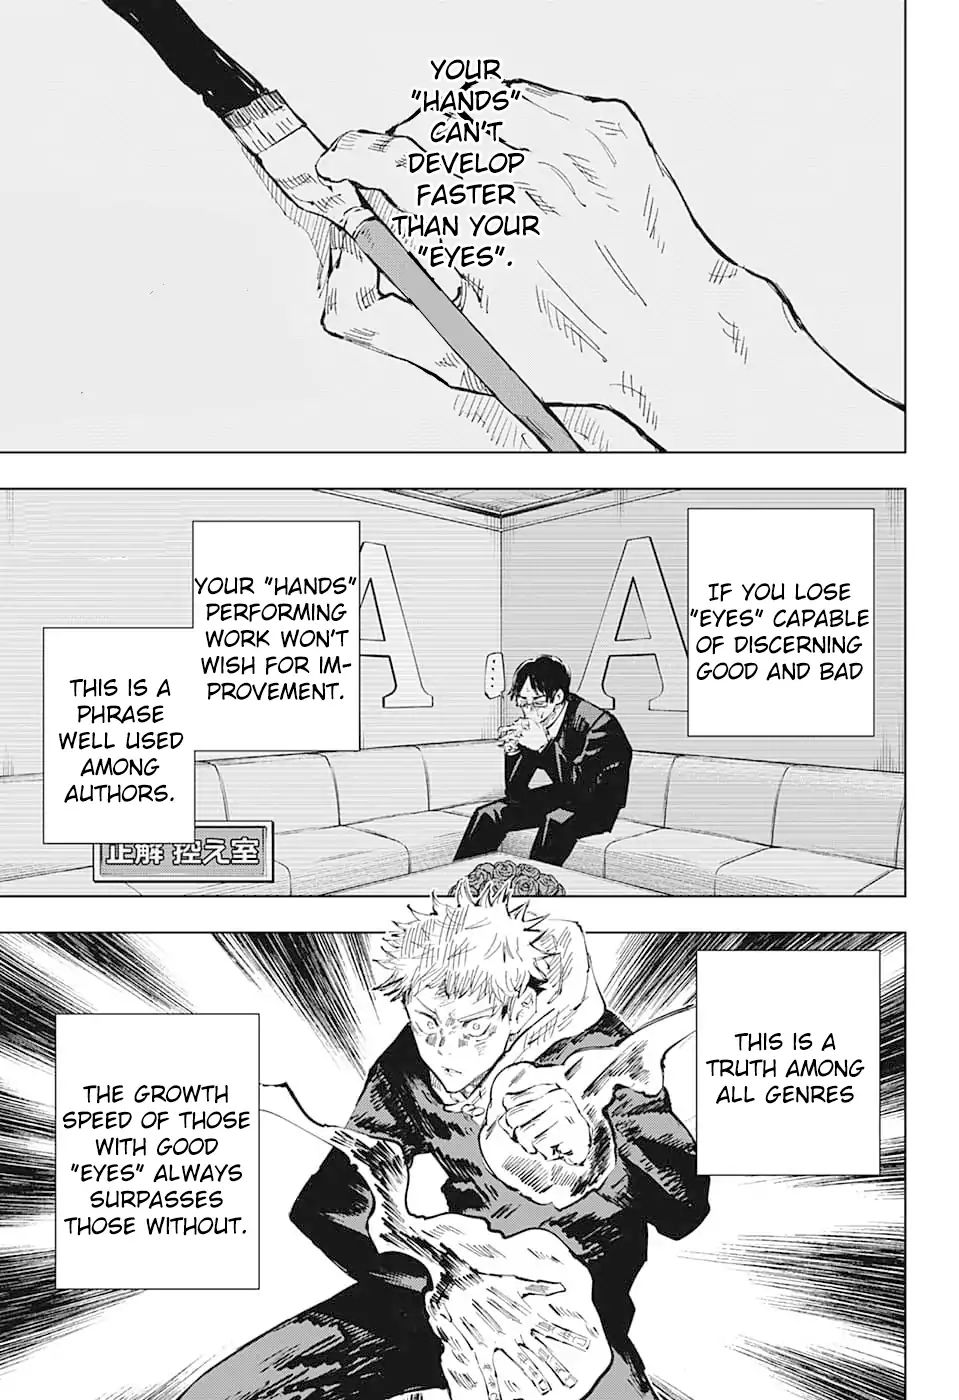 YOUR
"HANDS"
CAN'T
DEVELOP
FASTER
THAN YOUR
"EYES".
IF YOU LOSE
"EYES" CAPABLE
OF DISCERNING
GOOD AND BAD
YOUR "HANDS"
PERFORMING
WORK WON'T
WISH FOR IM-
PROVEMENT.
THIS IS A
PHRASE
WELL USED
AMONG
AUTHORS.
A
A
...
正解 控え室
THIS IS A
TRUTH AMONG
ALL GENRES
THE GROWTH
SPEED OF THOSE
WITH GOOD
"EYES" ALWAYS
SURPASSES
THOSE WITHOUT.